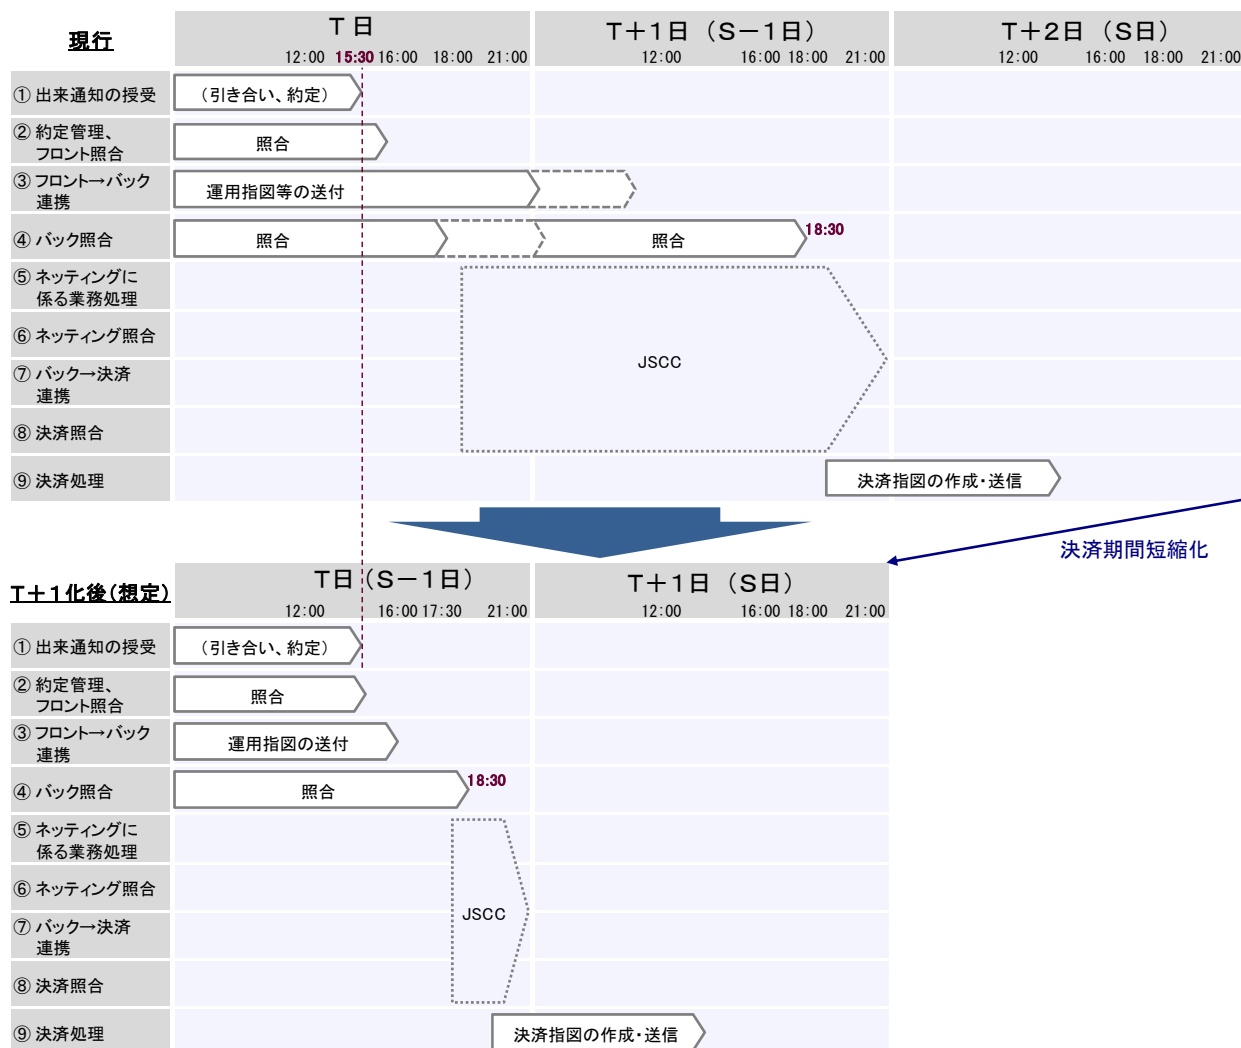 現行
T日
T+1日（S－1日）
T+2日（S日）
12:00 15:30 16:00 18:00 21:00
12:00 16:00 18:00 21:00
12:00 16:00 18:00 21:00
① 出来通知の授受
（引き合い、約定）
② 約定管理、
フロント照合
照合
③ フロント→バック
連携
運用指図等の送付
④ バック照合
照合
照合
18:30
⑤ ネッティングに
係る業務処理
⑥ ネッティング照合
JSCC
⑦ バック→決済
連携
⑧ 決済照合
⑨ 決済処理
決済指図の作成・送信
決済期間短縮化
T+1化後（想定）
T日（S－1日）
T+1日（S日）
12:00 16:00 17:30 21:00
12:00 16:00 18:00 21:00
① 出来通知の授受
（引き合い、約定）
② 約定管理、
フロント照合
照合
③ フロント→バック
連携
運用指図の送付
④ バック照合
照合
18:30
⑤ ネッティングに
係る業務処理
⑥ ネッティング照合
JSCC
⑦ バック→決済
連携
⑧ 決済照合
⑨ 決済処理
決済指図の作成・送信